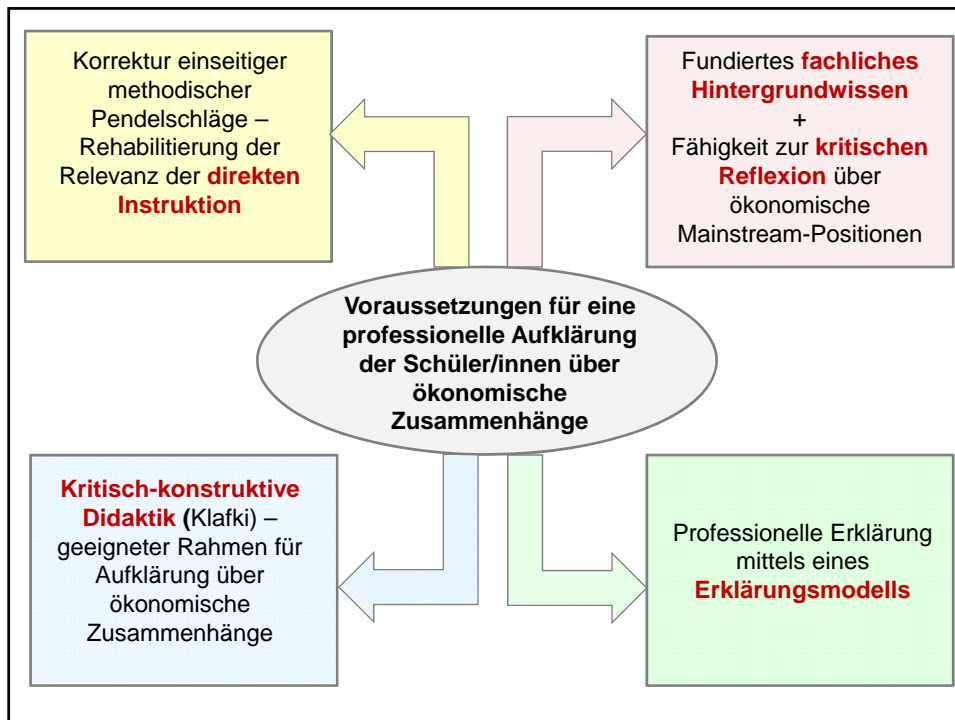 Korrektur einseitiger
methodischer
Pendelschläge –
Rehabilitierung der
Relevanz der direkten
Instruktion
Fundiertes fachliches
Hintergrundwissen
+
Fähigkeit zur kritischen
Reflexion über
ökonomische
Mainstream-Positionen
Voraussetzungen für eine
professionelle Aufklärung
der Schüler/innen über
ökonomische
Zusammenhänge
Kritisch-konstruktive
Didaktik (Klafki) –
geeigneter Rahmen für
Aufklärung über
ökonomische
Zusammenhänge
Professionelle Erklärung
mittels eines
Erklärungsmodells